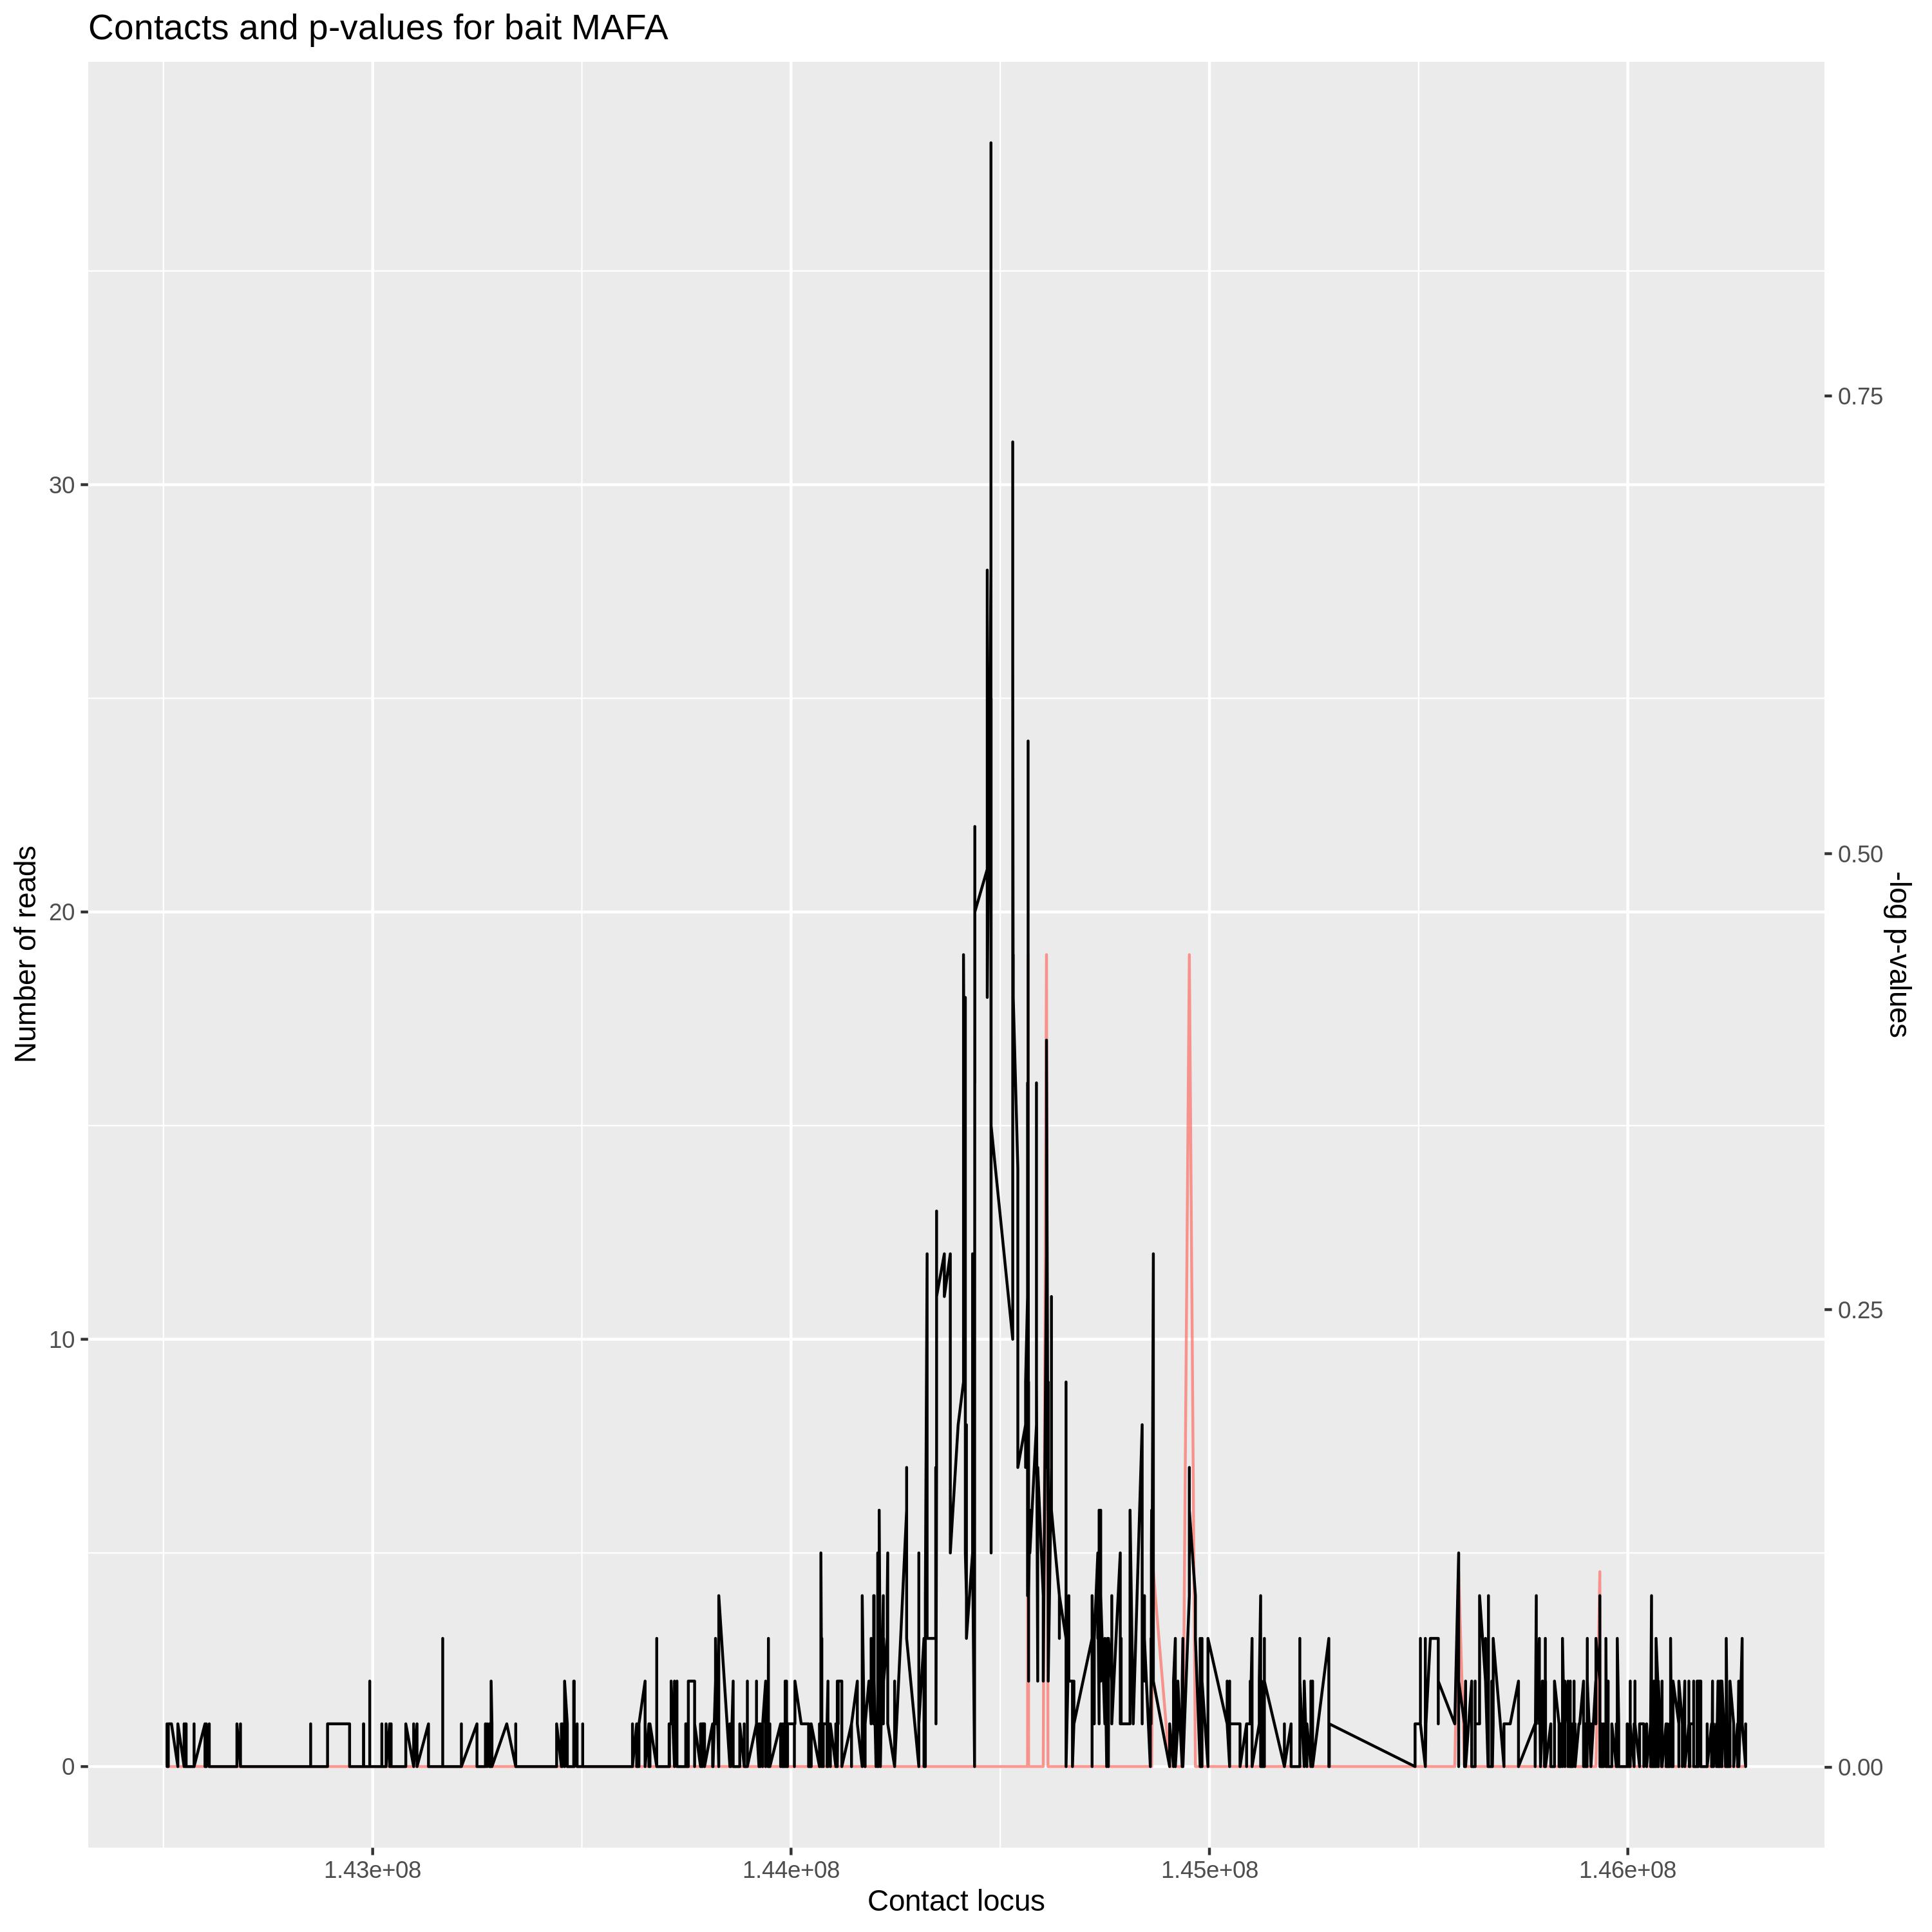 Contacts and p-values for bait MAFA
Number of reads
30
20
10
0
0.75
0.50
0.25
0.00
-log p-values
1.43e+08
1.44e+08
1.45e+08
1.46e+08
Contact locus